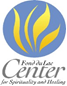 Fond du Lac
Center
for Spirituality and Healing